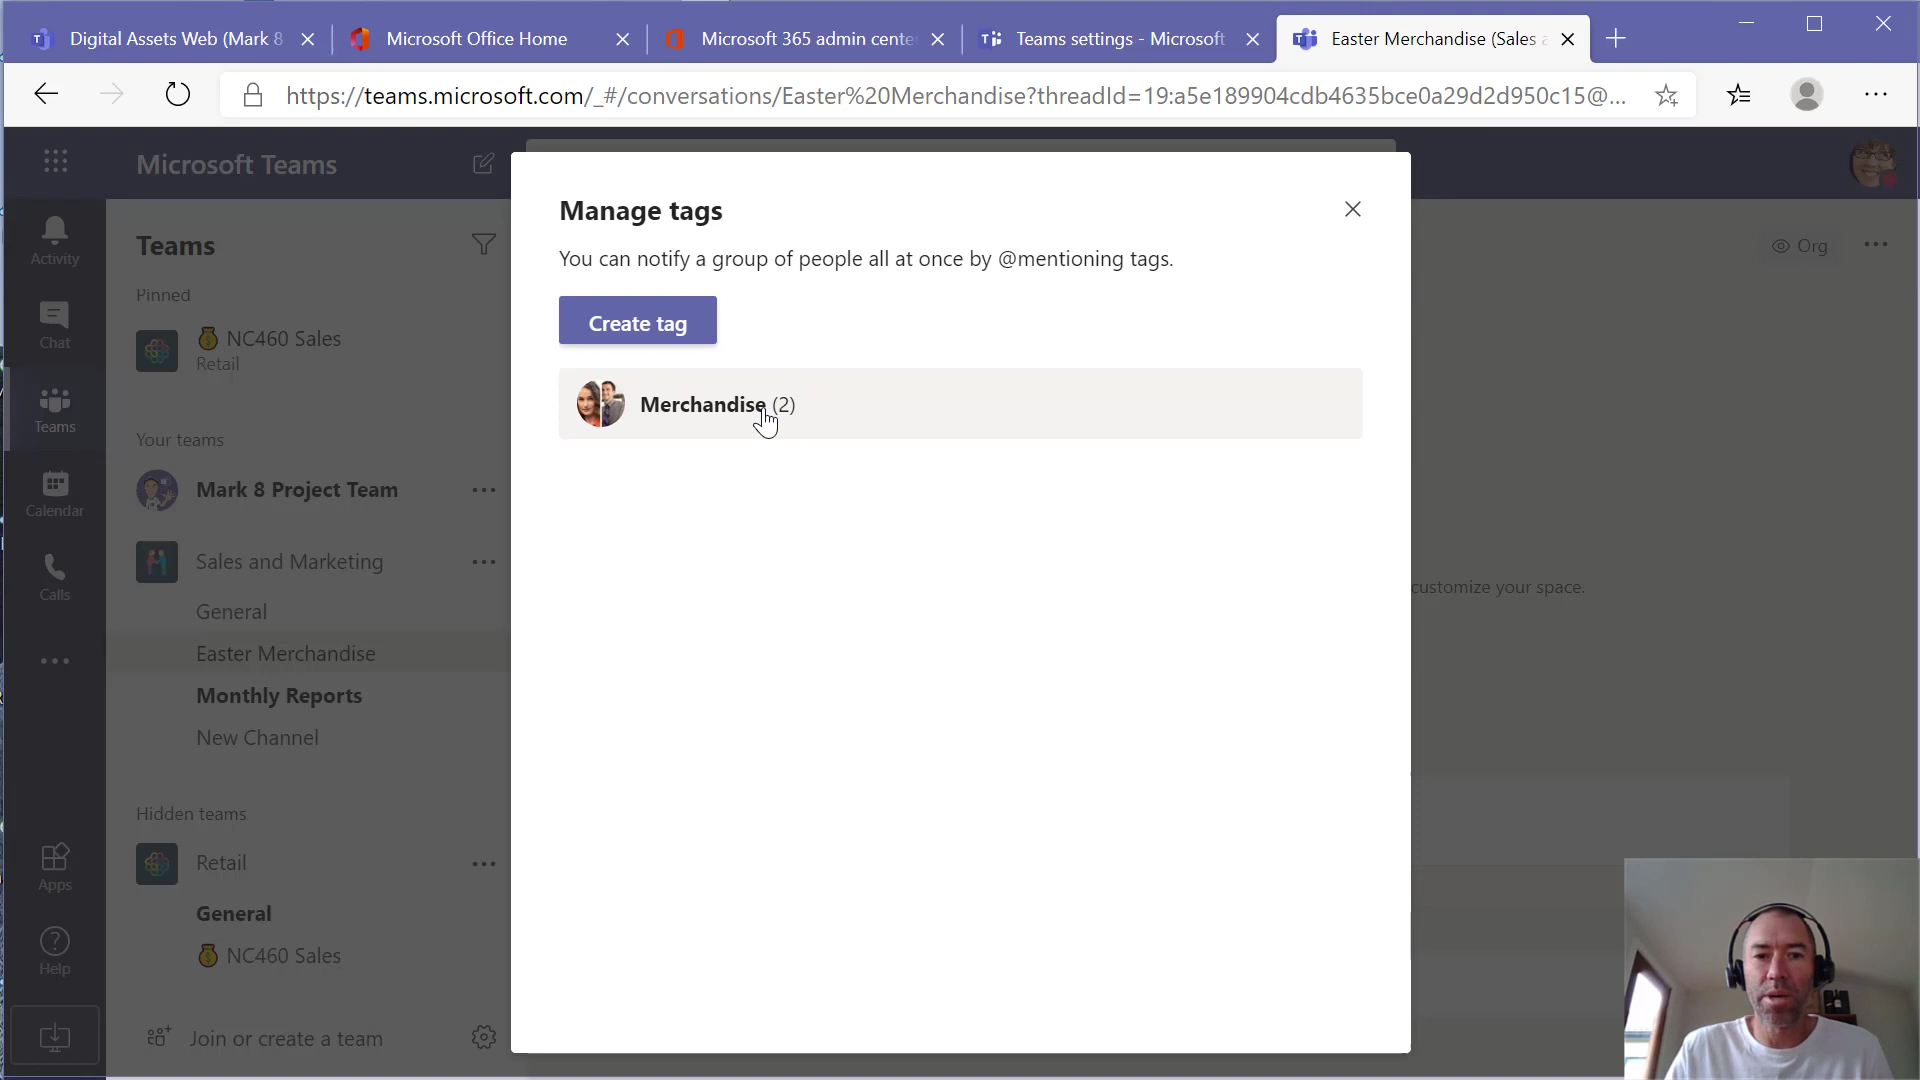 Digital Assets Web (Mark 8
Microsoft Office Home
Microsoft 365 admin cente
Teams settings - Microsoft
Easter Merchandise (Sales a
https://teams.microsoft.com/_#/conversations/Easter%20Merchandise?threadId=19:a5e189904cdb4635bce0a29d2d950c15@...
Microsoft Teams
Activity
Chat
Teams
Calendar
Calls
Apps
Help
Teams
Pinned
NC460 Sales
Retail
Your teams
Mark 8 Project Team
Sales and Marketing
General
Easter Merchandise
Monthly Reports
New Channel
Hidden teams
Retail
General
NC460 Sales
Join or create a team
Manage tags
You can notify a group of people all at once by @mentioning tags.
Create tag
Merchandise (2)
Org
customize your space.